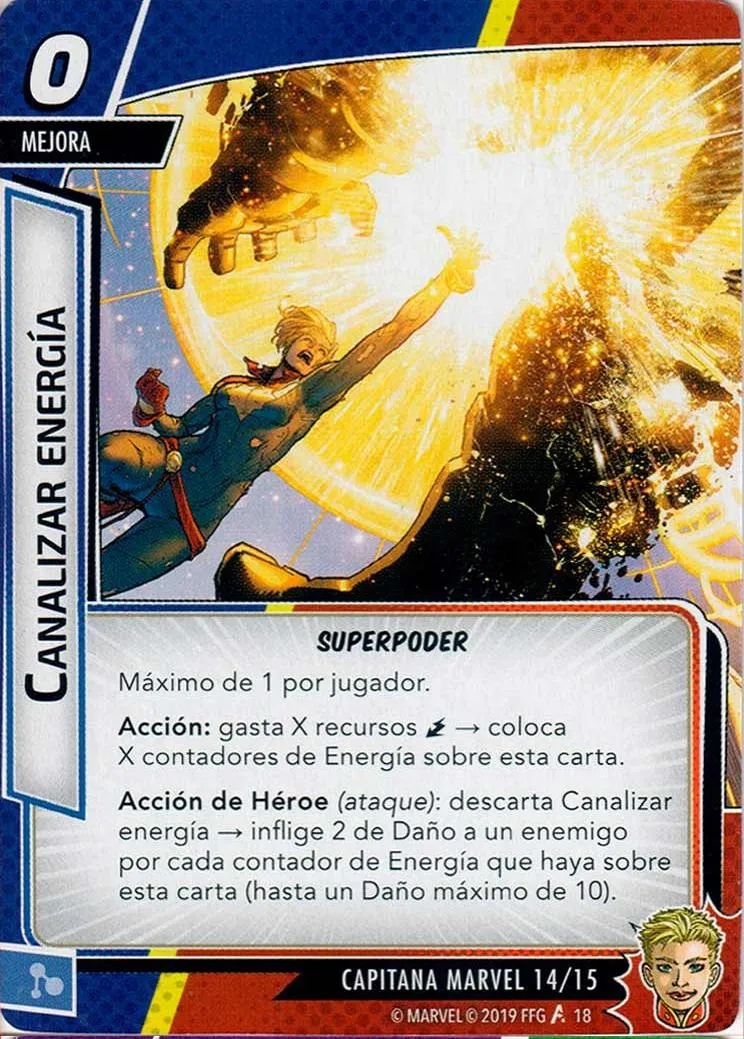 0
MEJORA
CANALIZAR ENERGÍA
SUPERPODER
Máximo de 1 por jugador.
Acción: gasta X recursos → coloca
X contadores de Energía sobre esta carta.
Acción de Héroe (ataque): descarta Canalizar
energía → inflige 2 de Daño a un enemigo
por cada contador de Energía que haya sobre
esta carta (hasta un Daño máximo de 10).
CAPITANA MARVEL 14/15
© MARVEL © 2019 FFG 18